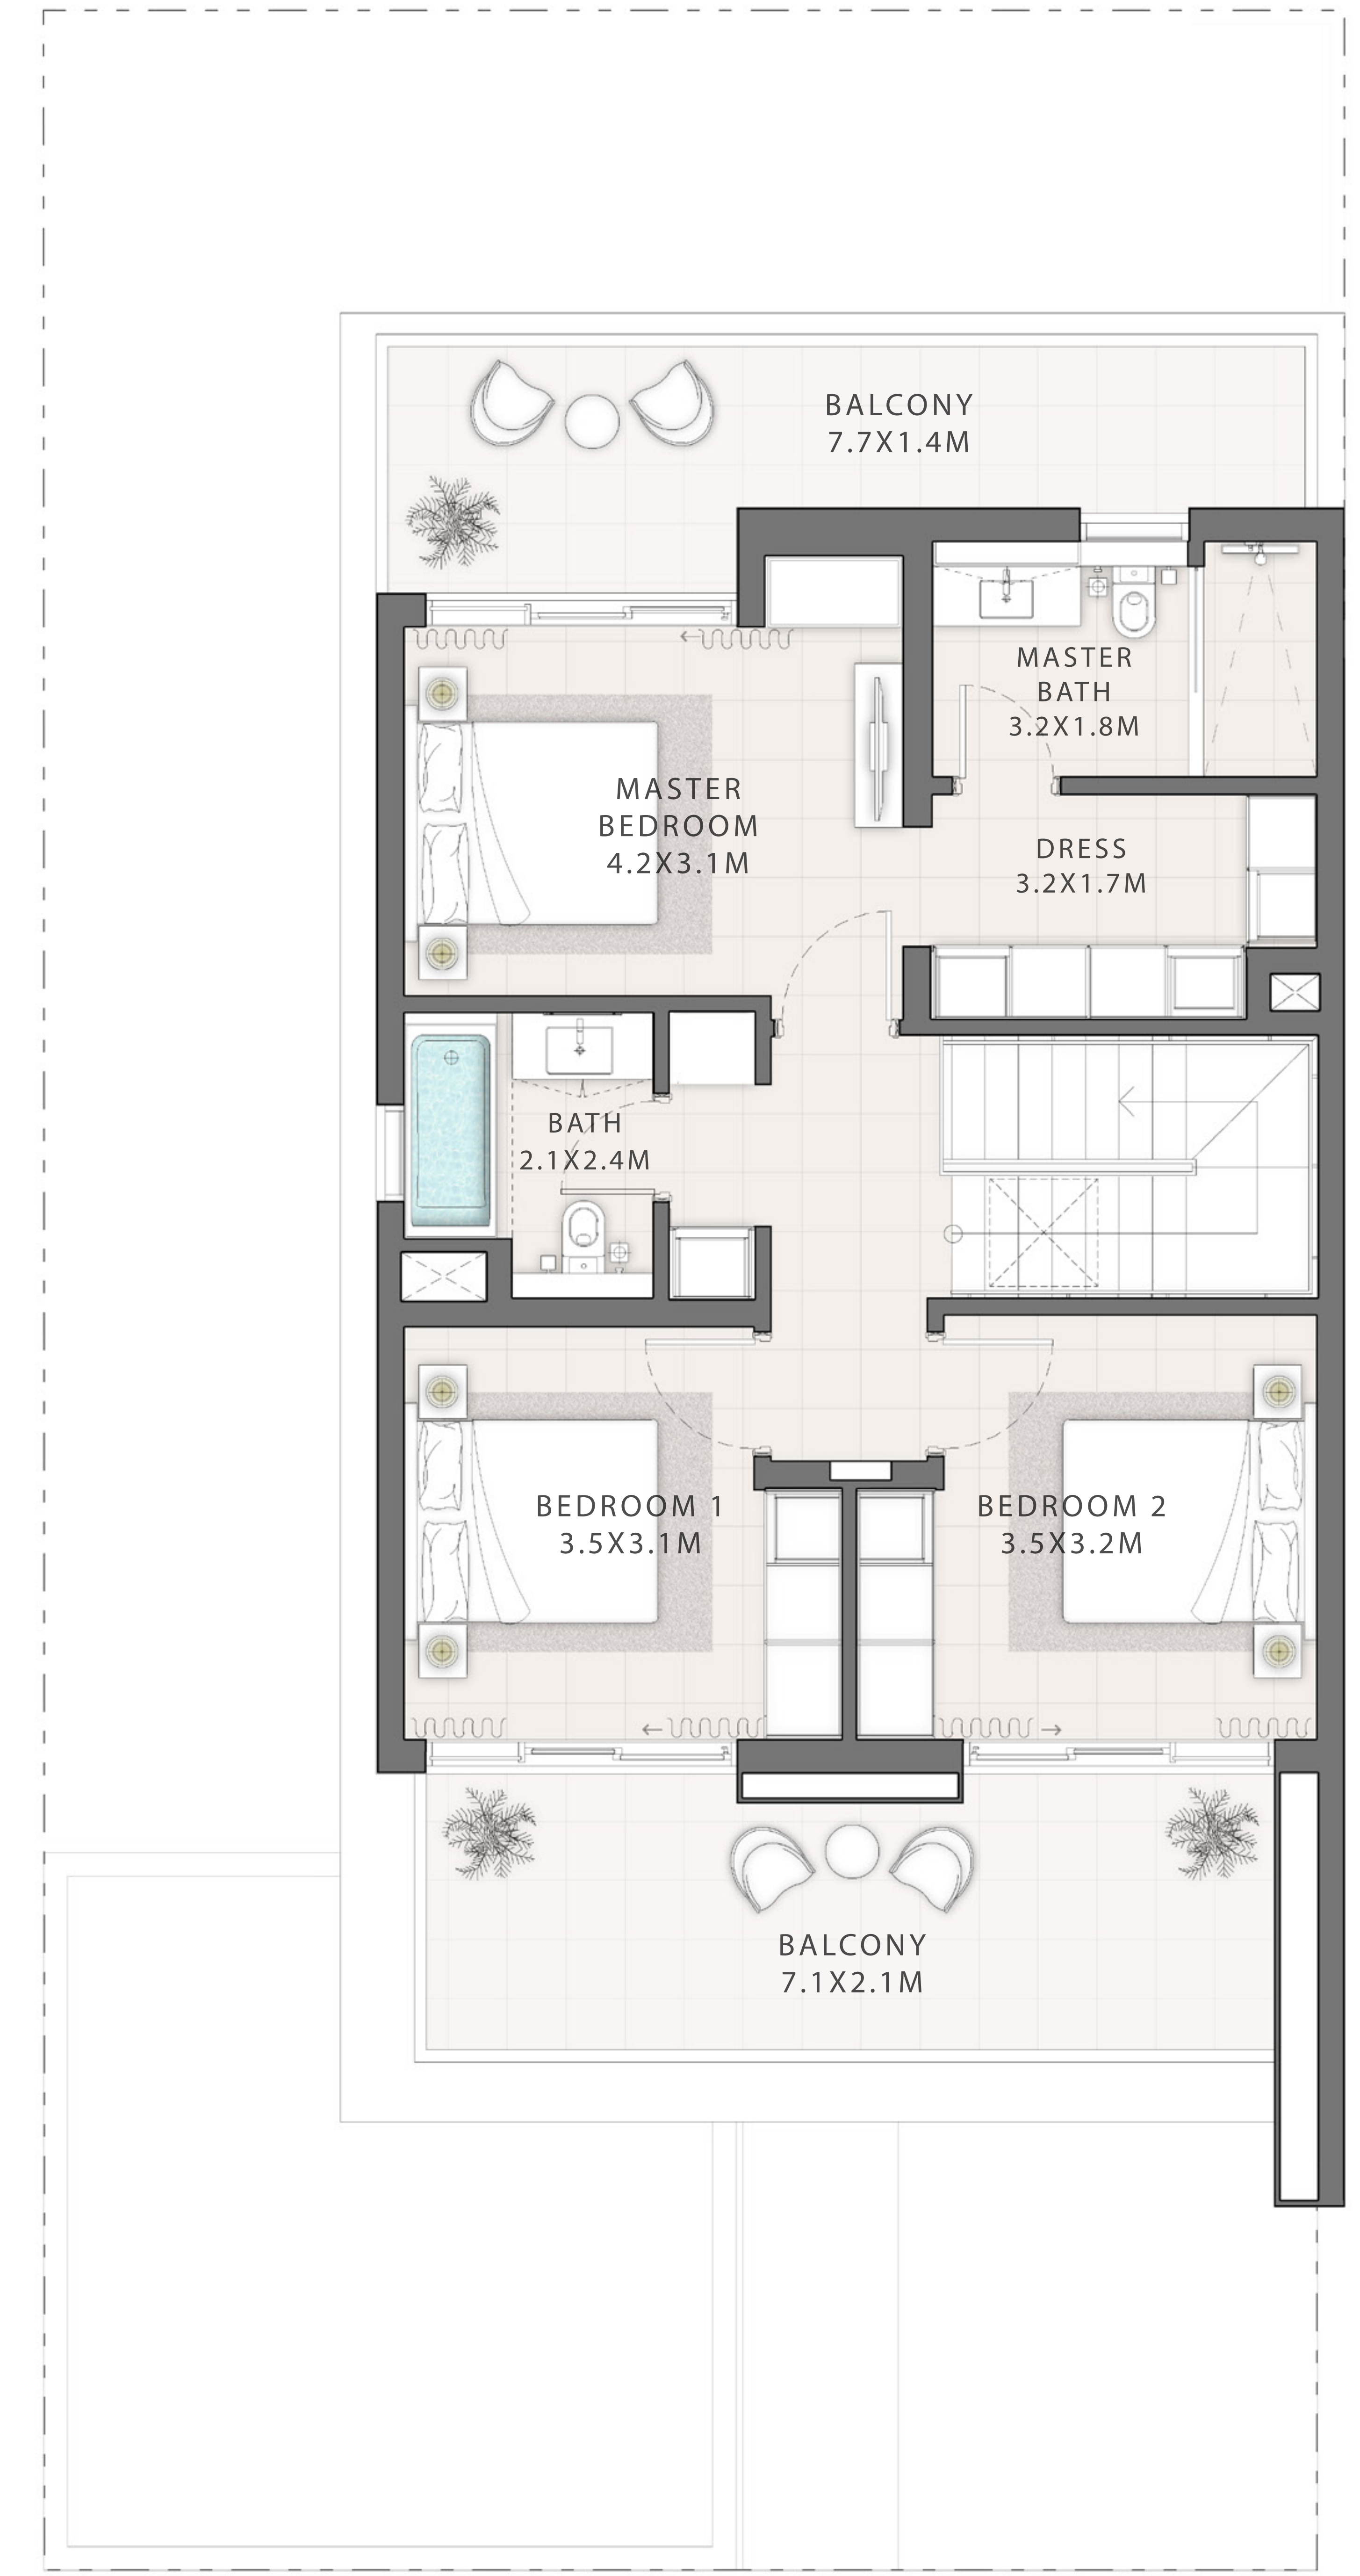 BALCONY
7.7X1.4M
MASTER
BATH
3.2X1.8M
MASTER
BEDROOM
4.2X3.1M
DRESS
3.2X1.7M
BATH
2.1X2.4M
BEDROOM 1
3.5X3.1M
BEDROOM 2
3.5X3.2M
BALCONY
7.1X2.1M